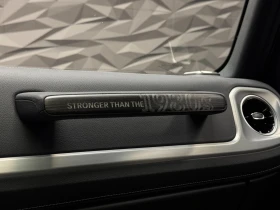 STRONGER THAN THE